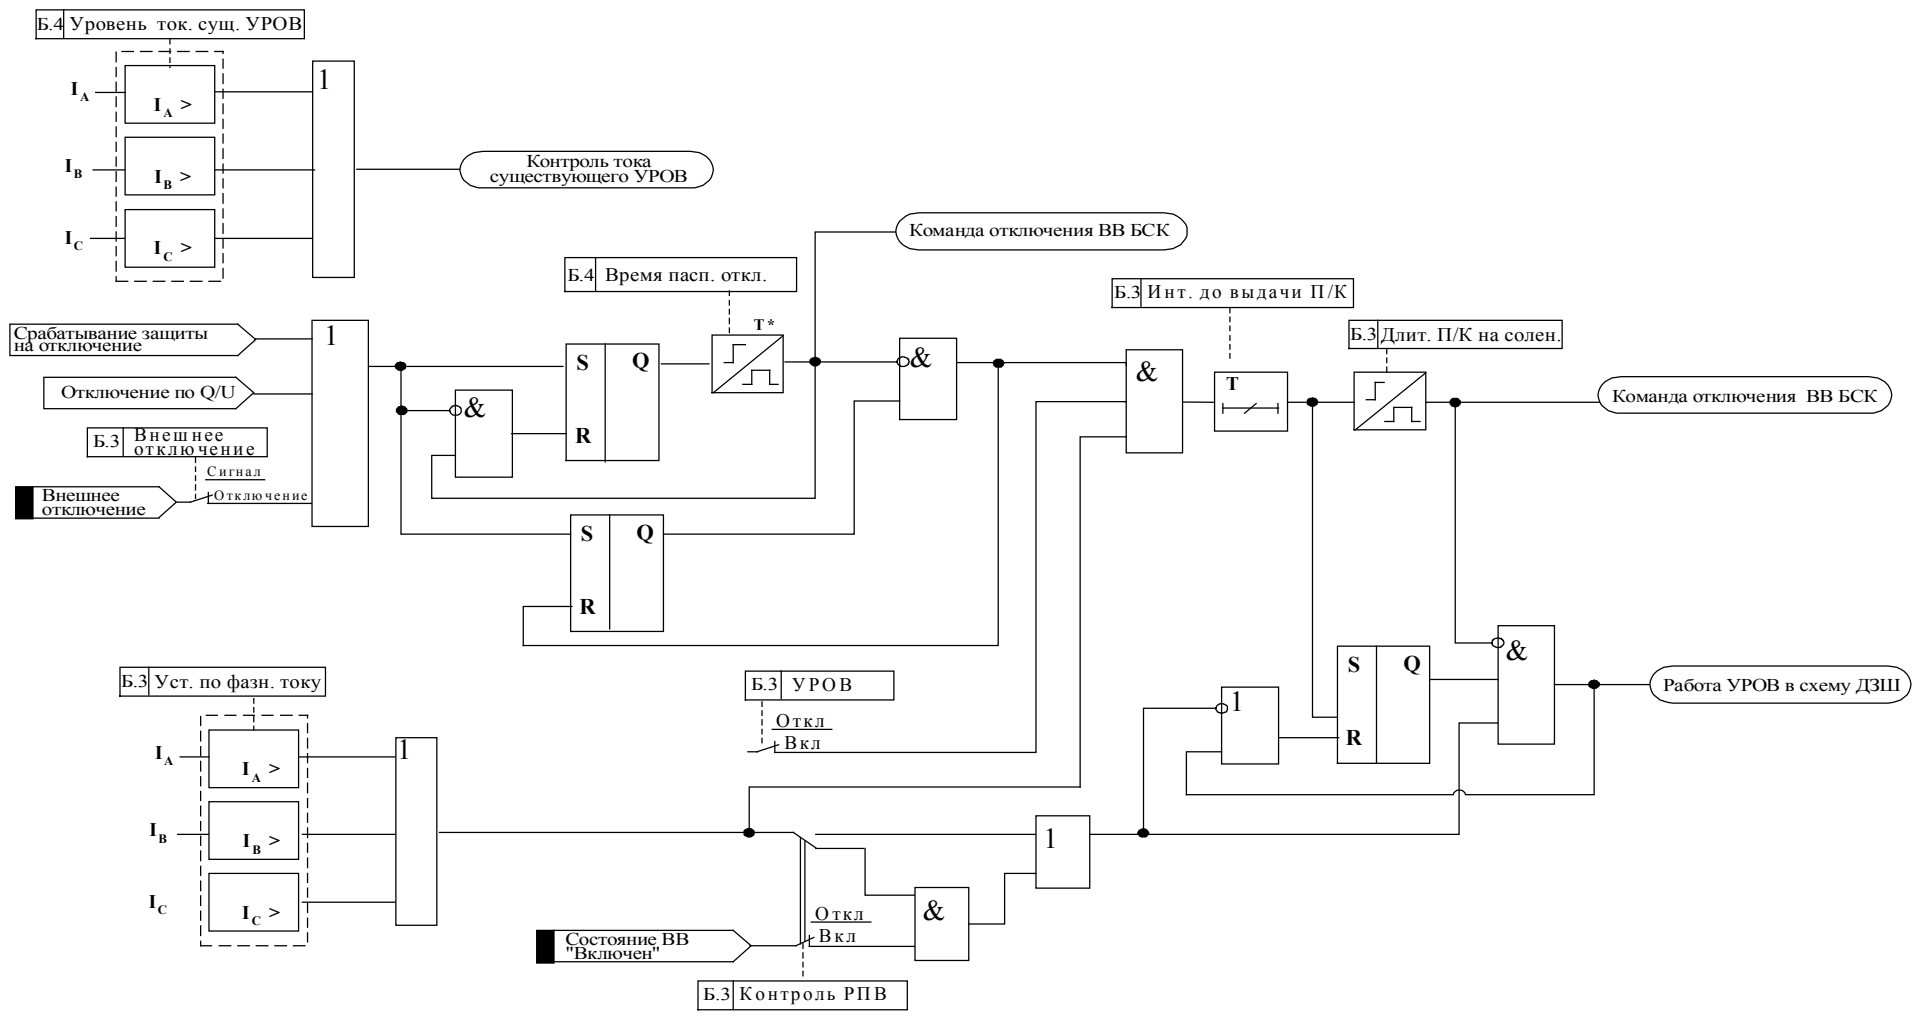 Б.4 Уровень ток. сущ. УРОВ
I A
I A >
1
I B
I B >
Контроль тока
существующего УРОВ
I C
I C >
Команда отключения ВВ БСК
Б.4 Время пасп. откл.
Б.3 Инт. до выдачи П/К
T *
Срабатывание защиты
на отключение
1
Б.3 Длит. П/К на солен.
S Q
&
&
T
Отключение по Q/U
&
Команда отключения ВВ БСК
Б.3 Внешнее
отключение
R
Сигнал
Отключение
Внешнее
отключение
S Q
R
&
Б.3 Уст. по фазн. току
Б.3 УРОВ
S Q
Работа УРОВ в схему ДЗШ
1
Откл
Вкл
R
I A
I A >
1
I B
I B >
1
I C
I C >
&
Откл
Вкл
Состояние ВВ
"Включен"
Б.3 Контроль РПВ